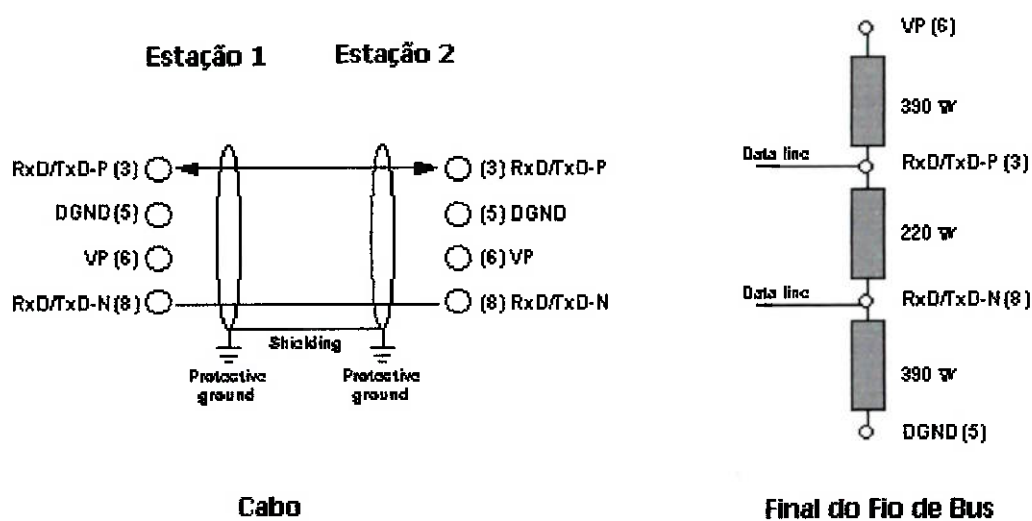 Estação 1
Estação 2
RxD/TxD-P (3)
(3) RxD/TxD-P
DGND (5)
(5) DGND
VP (6)
(6) VP
RxD/TxD-N (8)
(8) RxD/TxD-N
Shielding
Protective
ground
Protective
ground
Cabo
VP (6)
390 W
Data line
RxD/TxD-P (3)
220 W
Data line
RxD/TxD-N (8)
390 W
DGND (5)
Final do Fio de Bus